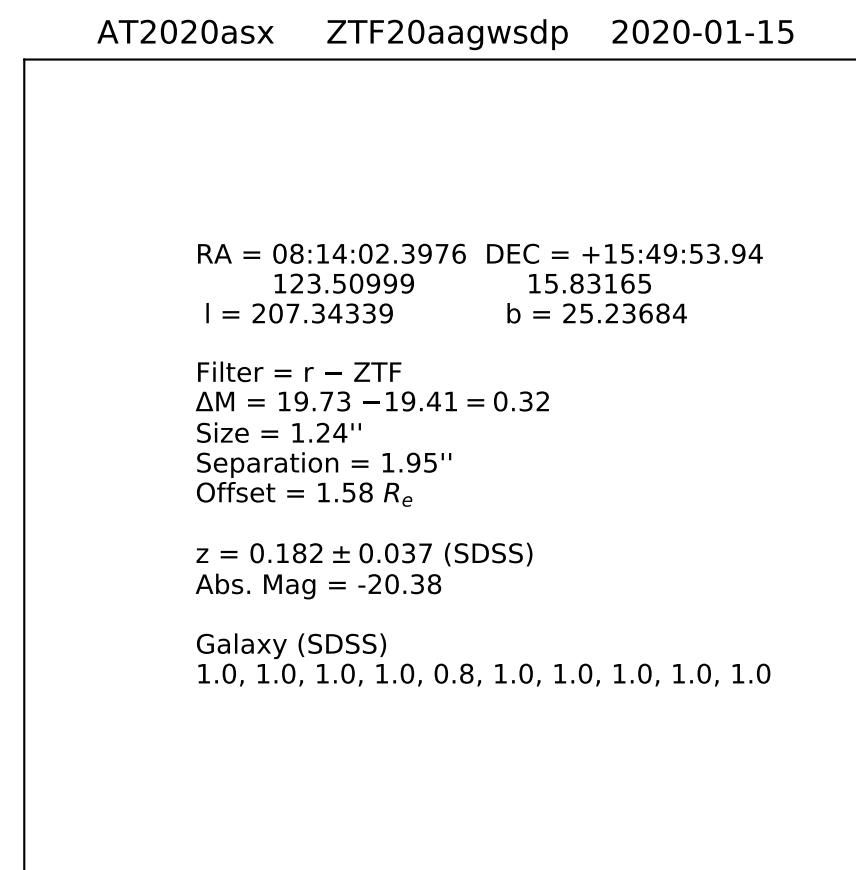 AT2020asx ZTF20aagwsdp 2020-01-15
RA = 08:14:02.3976 DEC = +15:49:53.94
123.50999 15.83165
l = 207.34339 b = 25.23684
Filter = r − ZTF
ΔM = 19.73 −19.41 = 0.32
Size = 1.24''
Separation = 1.95''
Offset = 1.58 Rₑ
z = 0.182 ± 0.037 (SDSS)
Abs. Mag = -20.38
Galaxy (SDSS)
1.0, 1.0, 1.0, 1.0, 0.8, 1.0, 1.0, 1.0, 1.0, 1.0